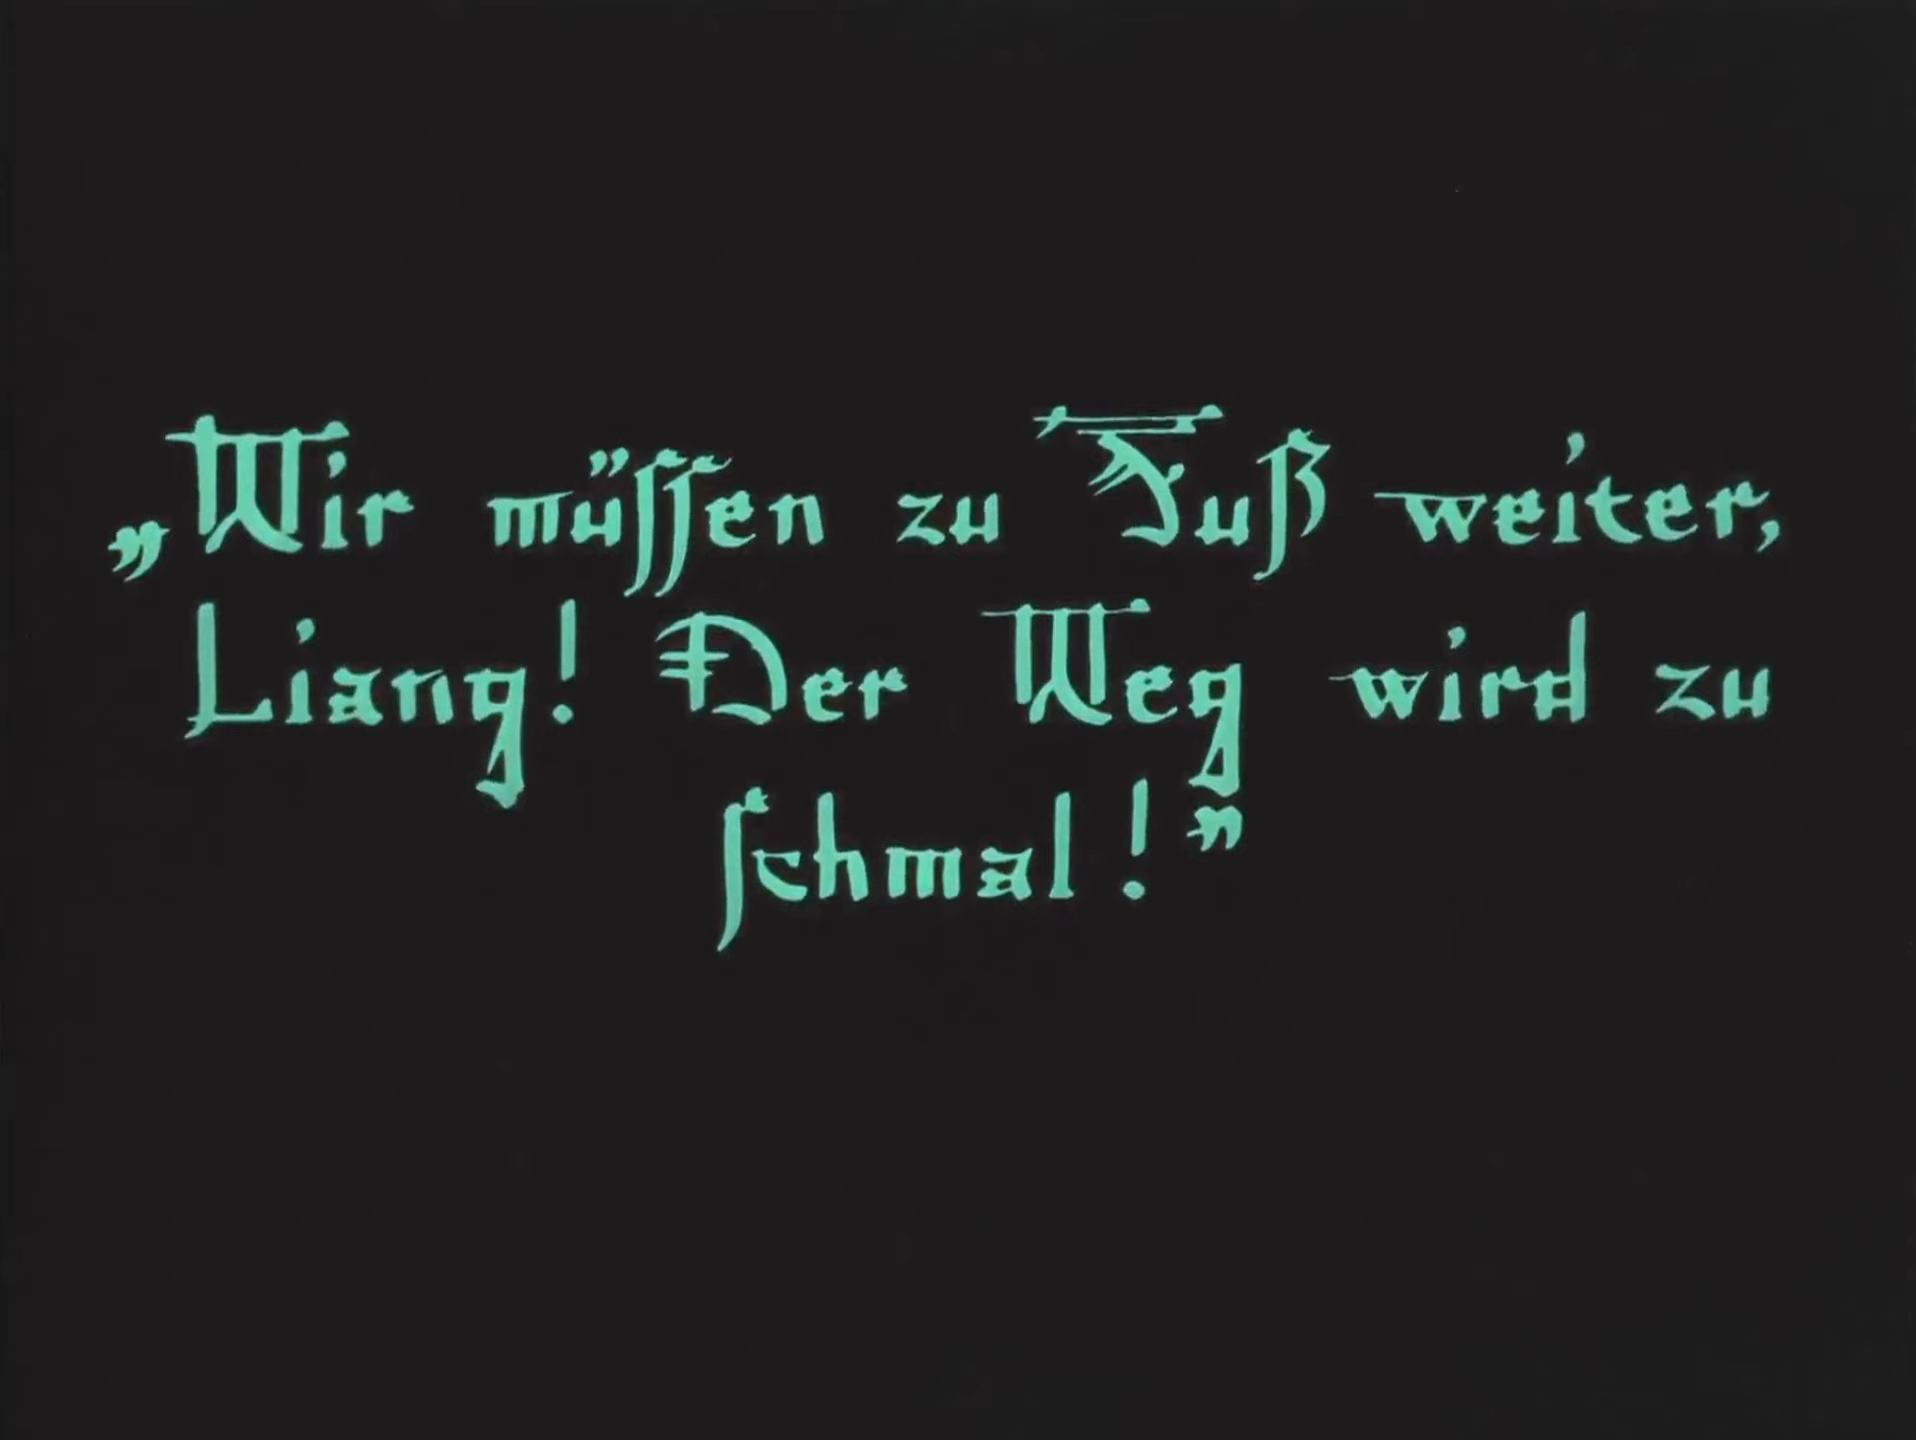 „Wir müſſen zu Fuß weiter,
Liang! Der Weg wird zu
ſchmal!”